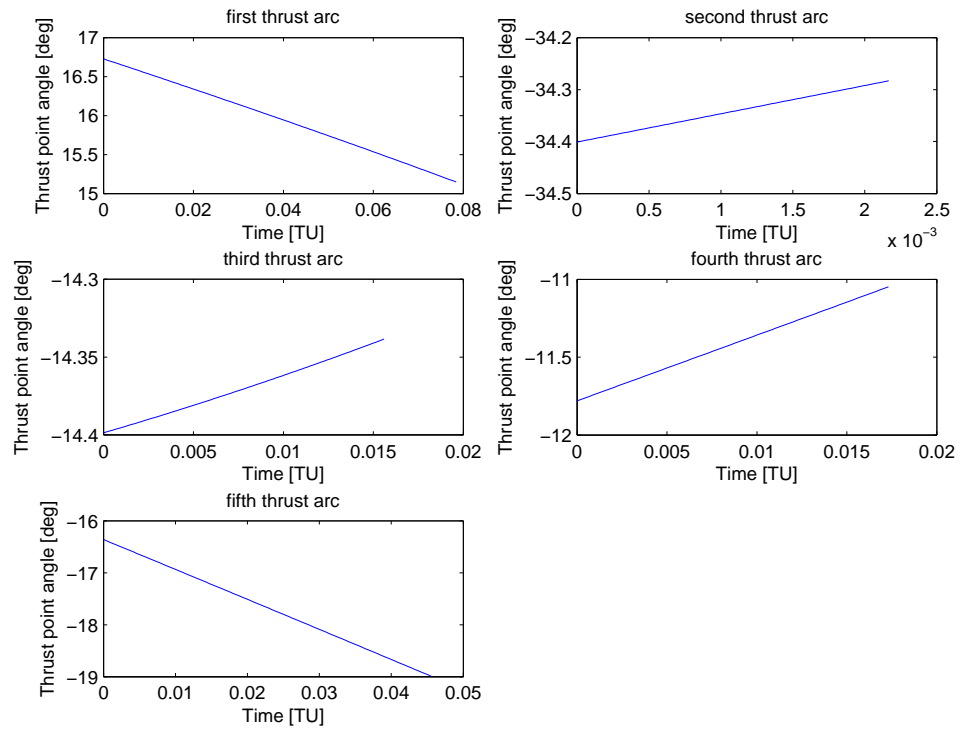 first thrust arc
17
16.5
16
15.5
15
Thrust point angle [deg]
0 0.02 0.04 0.06 0.08
Time [TU]
second thrust arc
−34.2
−34.3
−34.4
−34.5
Thrust point angle [deg]
0 0.5 1 1.5 2 2.5
Time [TU]
x 10−3
third thrust arc
−14.3
−14.35
−14.4
Thrust point angle [deg]
0 0.005 0.01 0.015 0.02
Time [TU]
fourth thrust arc
−11
−11.5
−12
Thrust point angle [deg]
0 0.005 0.01 0.015 0.02
Time [TU]
fifth thrust arc
−16
−17
−18
−19
Thrust point angle [deg]
0 0.01 0.02 0.03 0.04 0.05
Time [TU]